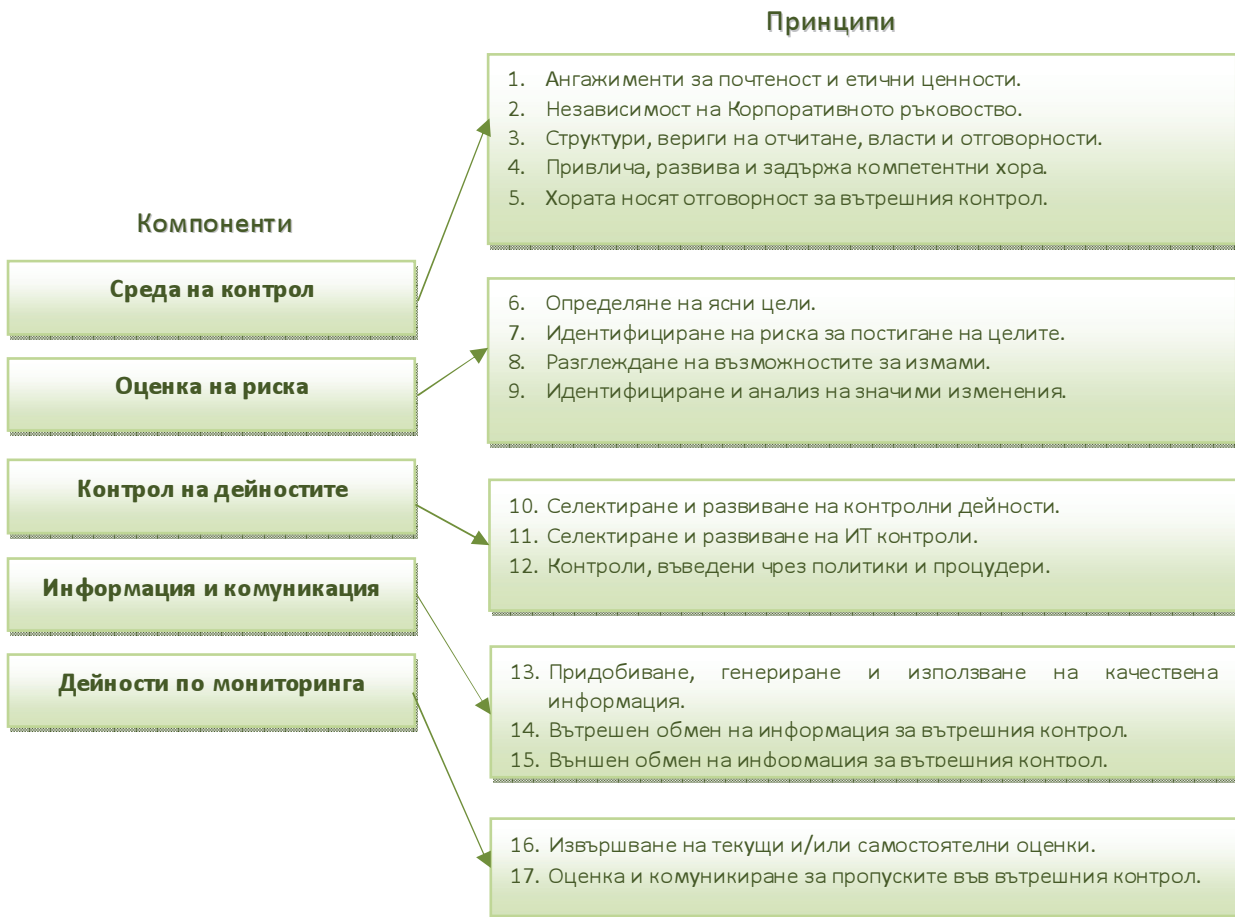 Принципи
1. Ангажименти за почтеност и етични ценности.
2. Независимост на Корпоративното ръковоство.
3. Структури, вериги на отчитане, власти и отговорности.
4. Привлича, развива и задържа компетентни хора.
5. Хората носят отговорност за вътрешния контрол.
Компоненти
Среда на контрол
Оценка на риска
Контрол на дейностите
Информация и комуникация
Дейности по мониторинга
6. Определяне на ясни цели.
7. Идентифициране на риска за постигане на целите.
8. Разглеждане на възможностите за измами.
9. Идентифициране и анализ на значими изменения.
10. Селектиране и развиване на контролни дейности.
11. Селектиране и развиване на ИТ контроли.
12. Контроли, въведени чрез политики и процудери.
13. Придобиване, генериране и използване на качествена
информация.
14. Вътрешен обмен на информация за вътрешния контрол.
15. Външен обмен на информация за вътрешния контрол.
16. Извършване на текущи и/или самостоятелни оценки.
17. Оценка и комуникиране за пропуските във вътрешния контрол.